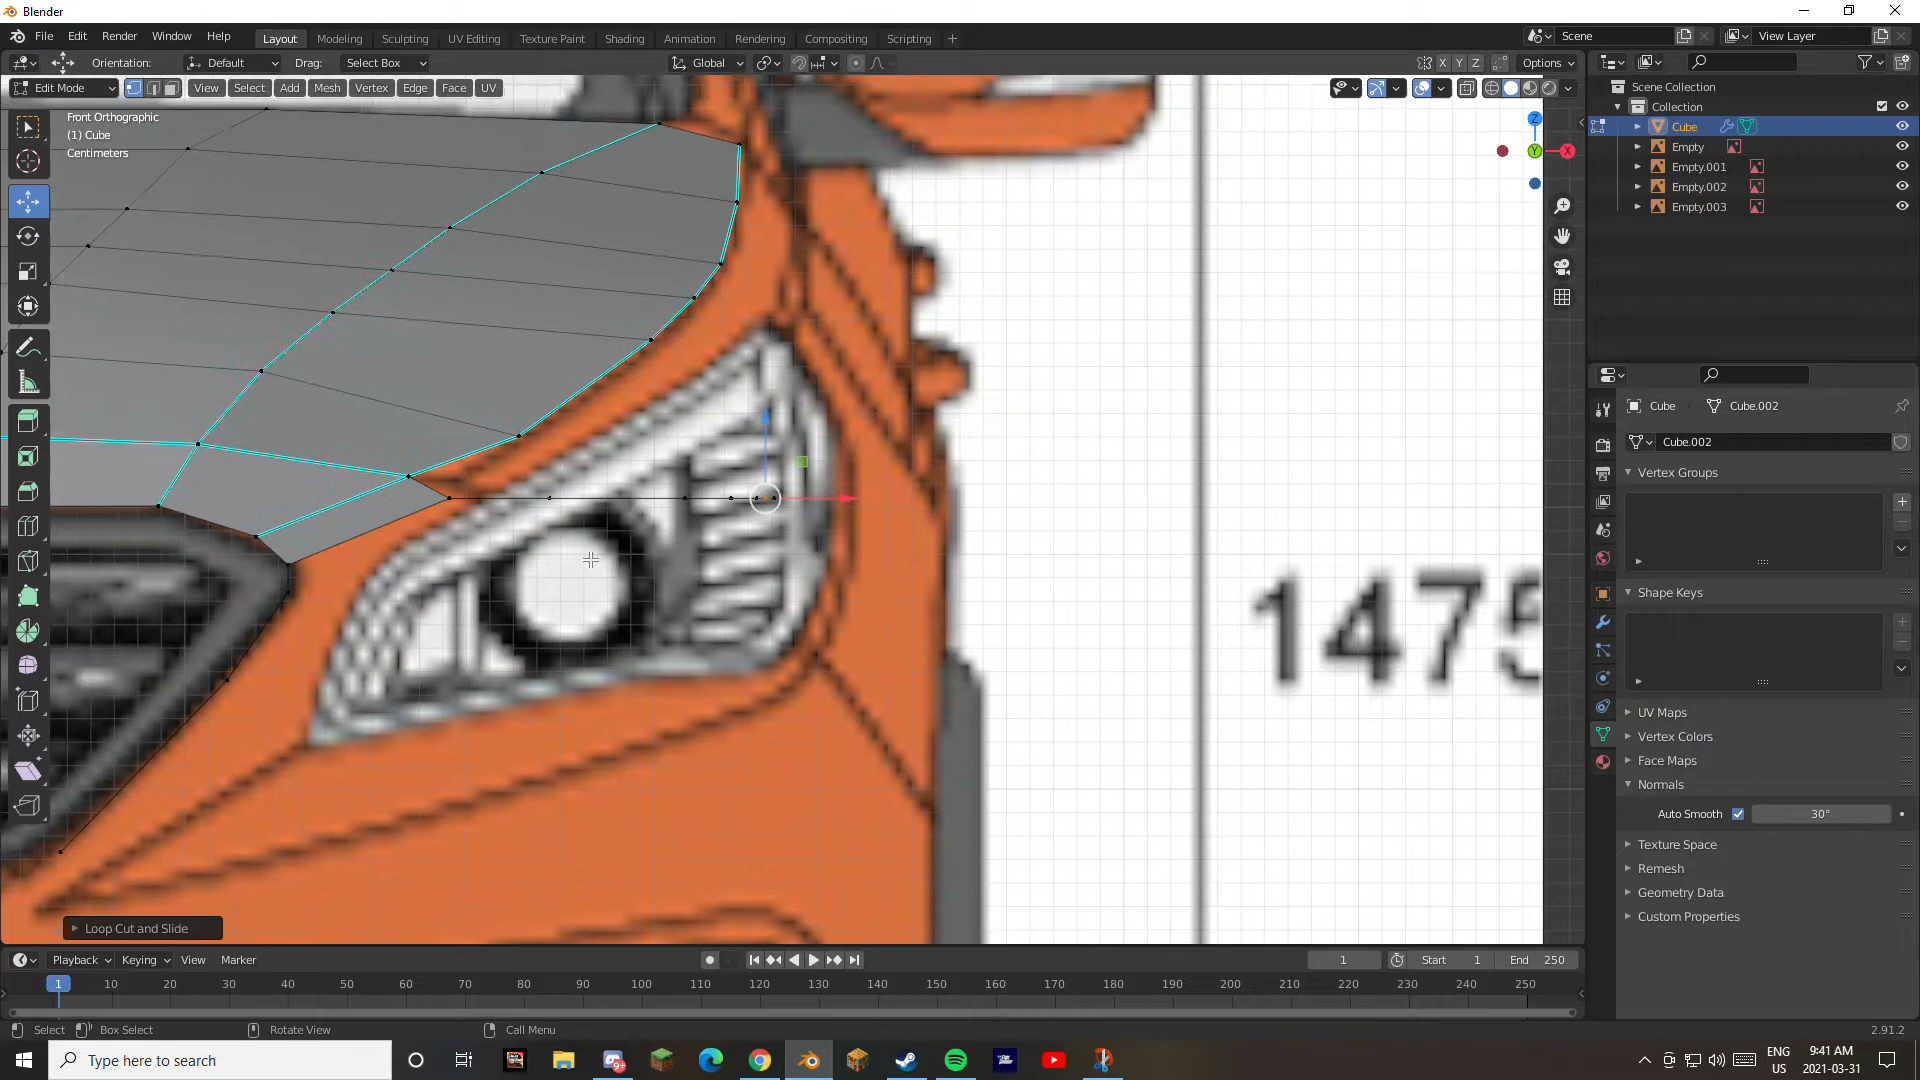 Blender
File Edit Render Window Help Layout Modeling Sculpting UV Editing Texture Paint Shading Animation Rendering Compositing Scripting + Scene View Layer
Orientation: Default Drag: Select Box Global X Y Z Options
Edit Mode View Select Add Mesh Vertex Edge Face UV
Front Orthographic
(1) Cube
Centimeters
Z
Y
X
1475
Loop Cut and Slide
Scene Collection
Collection
Cube
Empty
Empty.001
Empty.002
Empty.003
Cube Cube.002
Cube.002
Vertex Groups
Shape Keys
UV Maps
Vertex Colors
Face Maps
Normals
Auto Smooth 30°
Texture Space
Remesh
Geometry Data
Custom Properties
Playback Keying View Marker 1 Start 1 End 250
1 10 20 30 40 50 60 70 80 90 100 110 120 130 140 150 160 170 180 190 200 210 220 230 240 250
Select Box Select Rotate View Call Menu 2.91.2
Type here to search 9+ ENG US 9:41 AM 2021-03-31